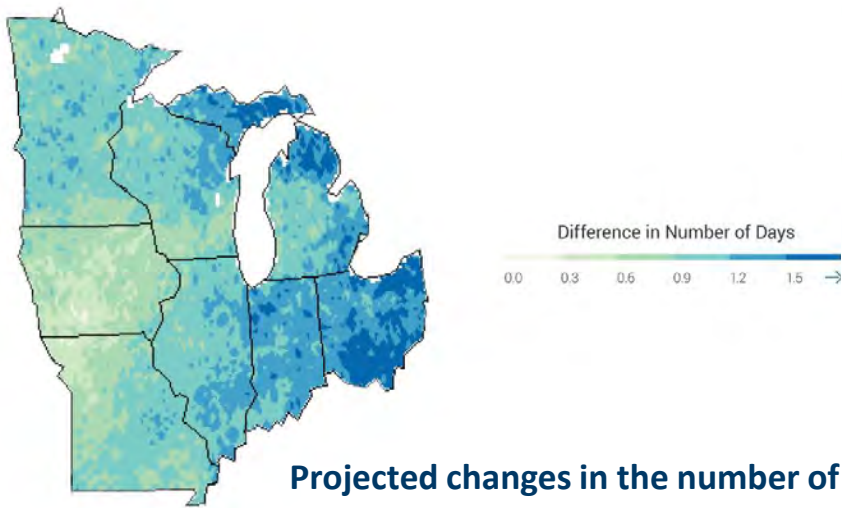 Difference in Number of Days
0.0 0.3 0.6 0.9 1.2 1.5 →
Projected changes in the number of